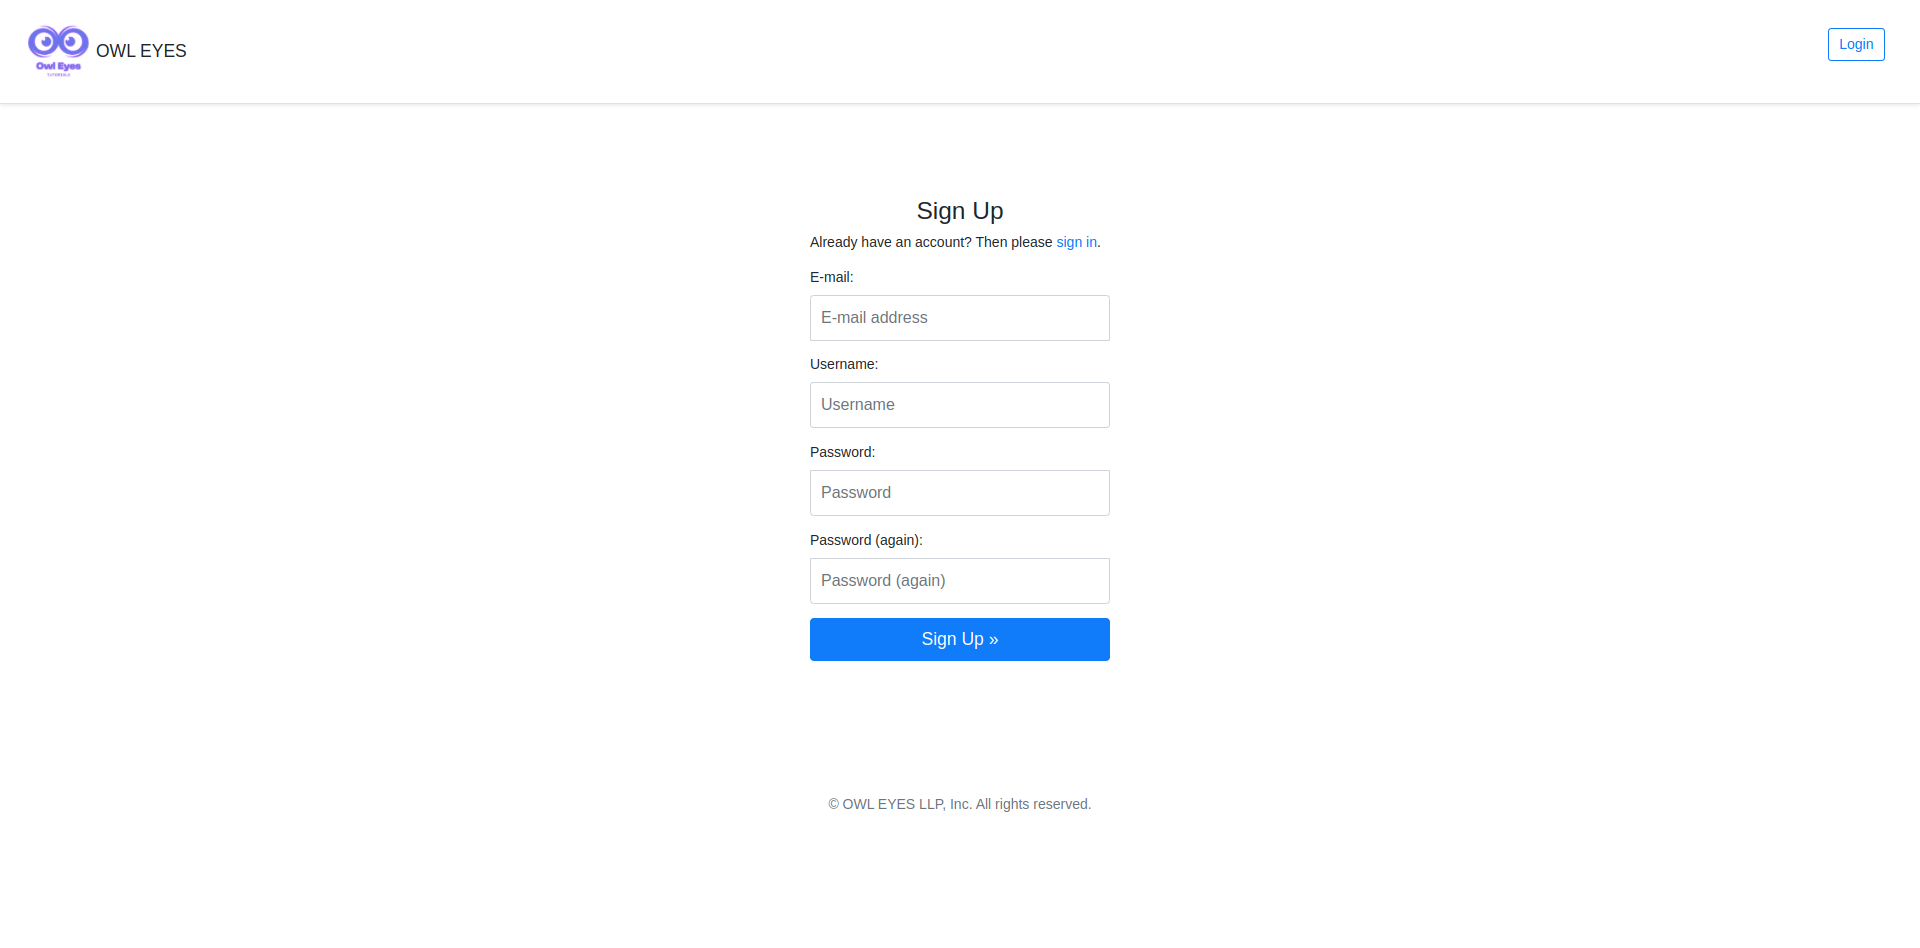 Owl Eyes
OWL EYES
Login
Sign Up
Already have an account? Then please sign in.
E-mail:
E-mail address
Username:
Username
Password:
Password
Password (again):
Password (again)
Sign Up »
© OWL EYES LLP, Inc. All rights reserved.